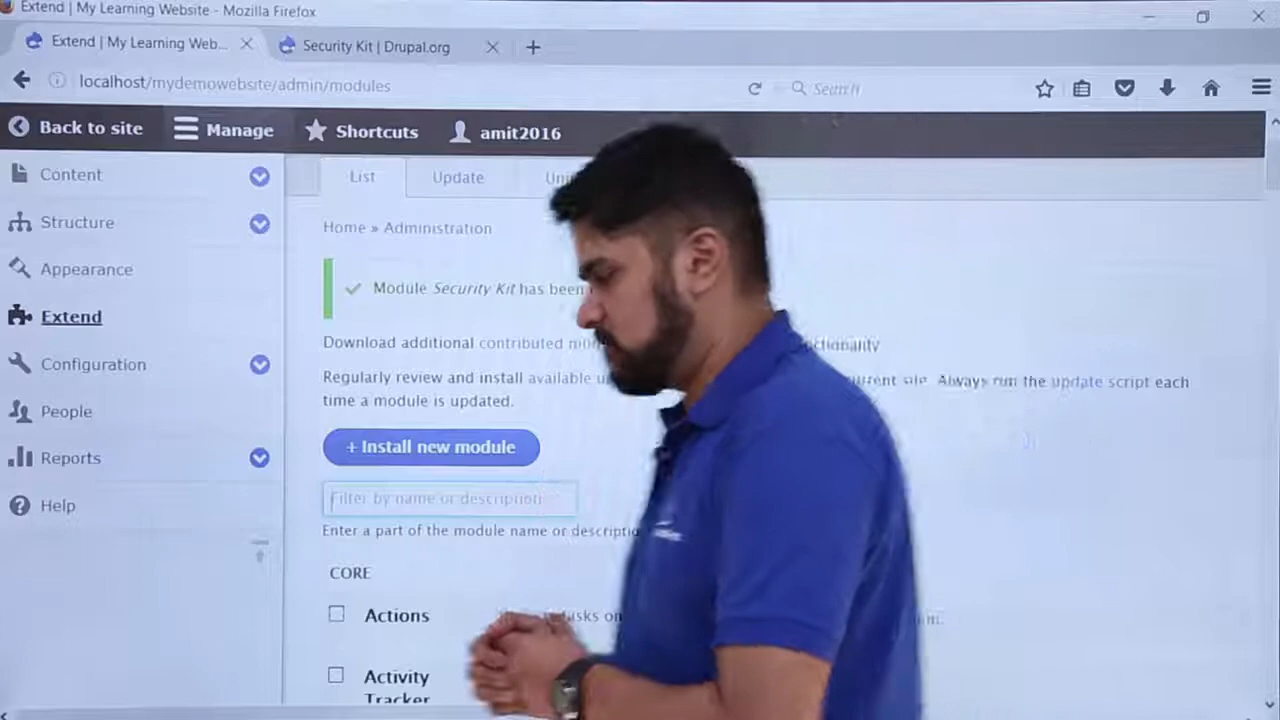 Extend | My Learning Website - Mozilla Firefox
Extend | My Learning Web...
Security Kit | Drupal.org
localhost/mydemowebsite/admin/modules
Search
Back to site
Manage
Shortcuts
amit2016
Content
Structure
Appearance
Extend
Configuration
People
Reports
Help
List
Update
Home » Administration
Module Security Kit has been
Download additional contributed
Regularly review and install available
Always run the update script each
time a module is updated.
+ Install new module
Filter by name or description
Enter a part of the module name or
CORE
Actions
on
Activity
Tracker